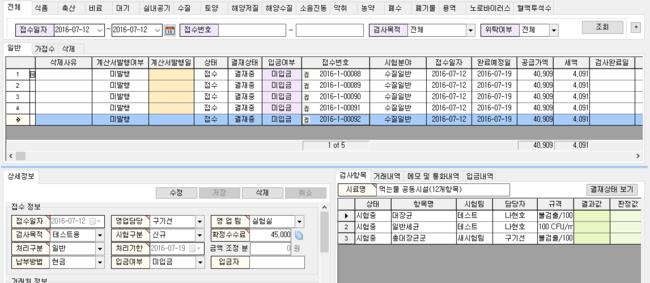 전체 식품 축산 비료 대기 실내공기 수질 토양 해양저질 해양수질 소음진동 악취 농약 폐수 폐기물 용역 노로바이러스 혈액투석수
접수일자 2016-07-12 ~ 2016-07-12 접수번호 - 검사목적 전체 위탁여부 전체 조회
일반 가접수 삭제
삭제사유 계산서발행여부 계산서발행일 상태 결재상태 입금여부 접수번호 시험분야 접수일자 완료예정일 공급가액 세액 검사완료일
1 미발행 접수 결재중 미입금 접 2016-1-00088 수질일반 2016-07-12 2016-07-19 40,909 4,091
2 미발행 접수 결재중 미입금 접 2016-1-00089 수질일반 2016-07-12 2016-07-19 40,909 4,091
3 미발행 접수 결재중 미입금 접 2016-1-00090 수질일반 2016-07-12 2016-07-19 40,909 4,091
4 미발행 접수 결재중 미입금 접 2016-1-00091 수질일반 2016-07-12 2016-07-19 40,909 4,091
미발행 접수 결재중 미입금 접 2016-1-00092 수질일반 2016-07-12 2016-07-19 40,909 4,091
1 of 5 40,909 4,091
상세정보
수정 저장 삭제 취소
접수 정보
접수일자 2016-07-12 영업담당 구기선 영 업 팀 실험실
검사목적 테스트용 시험구분 신규 확정수수료 45,000
처리구분 일반 처리기한 2016-07-19 금액 조정 분 0 원
납부방법 현금 입금여부 미입금 입금자
거래처 정보
검사항목 거래내역 메모 및 통화내역 입금내역
시료명 먹는물 공동시설(12개항목) 결재상태 보기
상태 항목명 시험팀 담당자 규격 결과값 판정값
1 시험중 대장균 테스트 나현호 불검출/100
2 시험중 일반세균 테스트 나현호 100 CFU/m
3 시험중 총대장균군 새시험팀 구기선 불검출/100